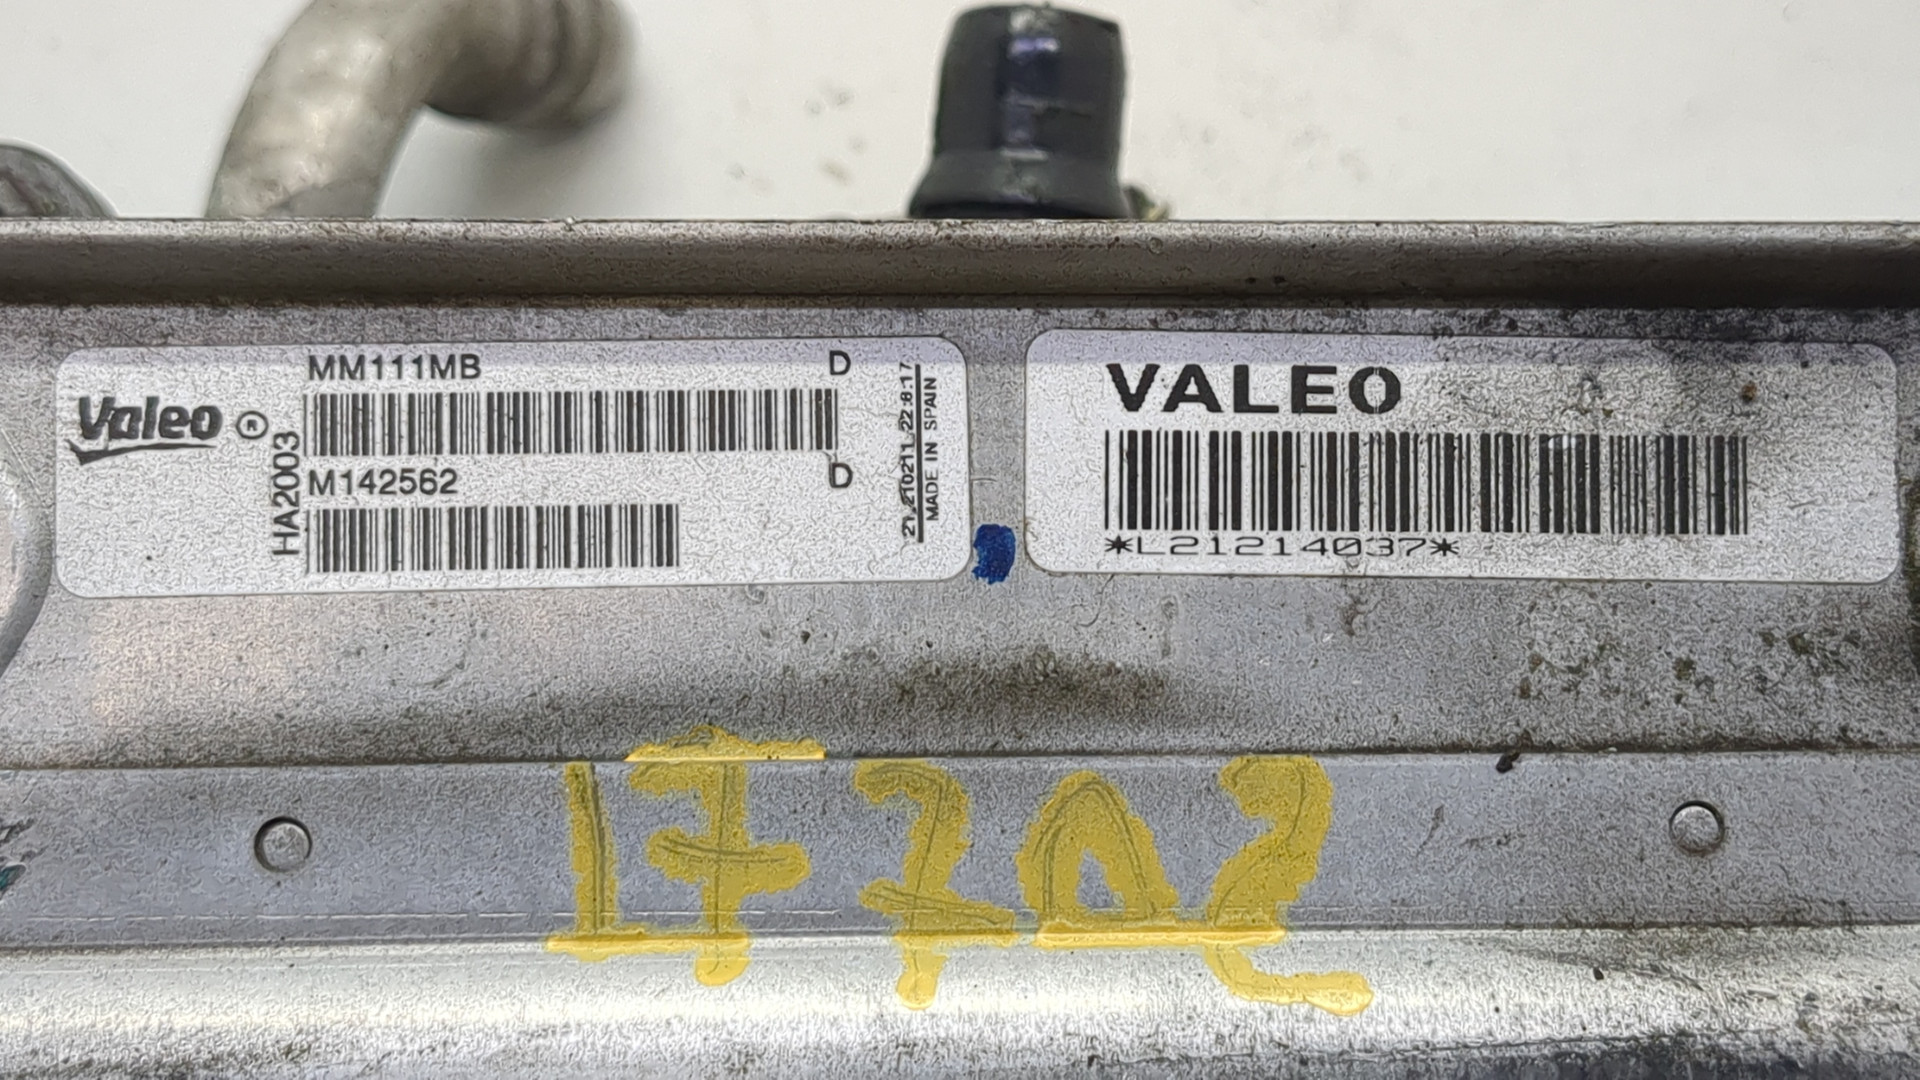 Valeo ®
HA2003
MM111MB D
M142562 D
MADE IN SPAIN
VALEO
*L21214037*
17702